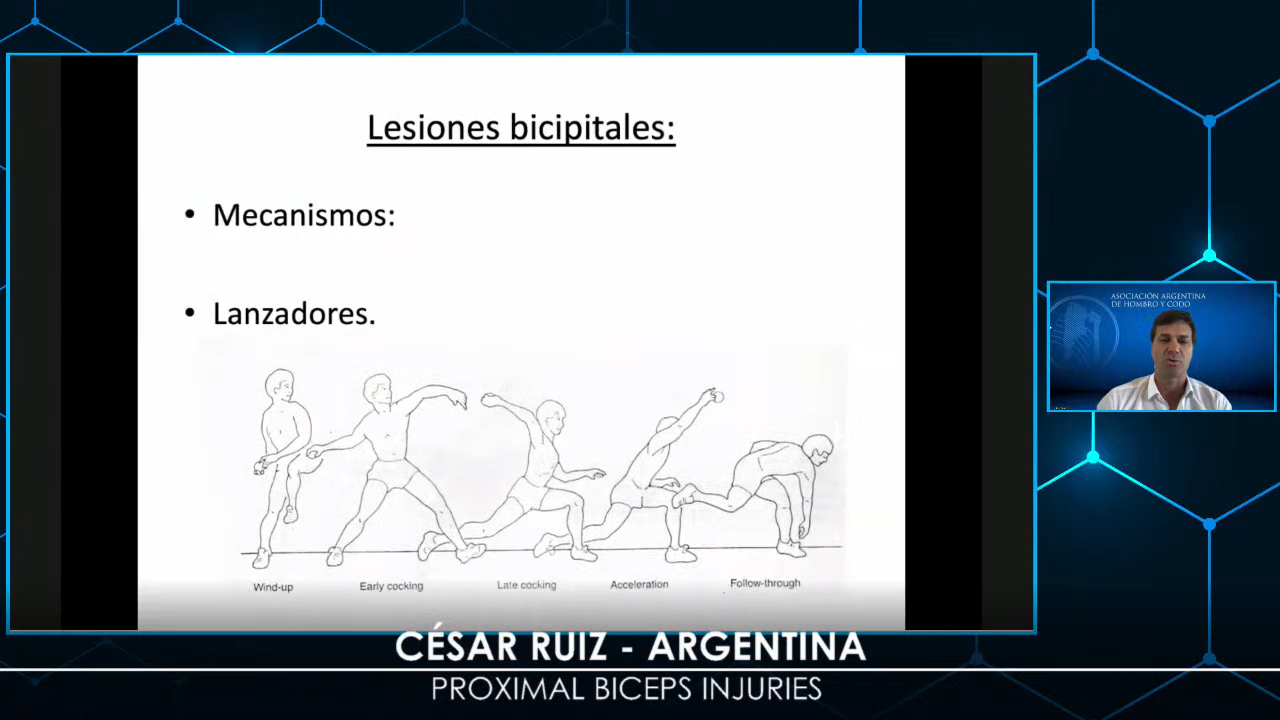 Lesiones bicipitales:
• Mecanismos:
• Lanzadores.
Wind-up Early cocking Late cocking Acceleration Follow-through
ASOCIACIÓN ARGENTINA
DE HOMBRO Y CODO
CÉSAR RUIZ - ARGENTINA
PROXIMAL BICEPS INJURIES